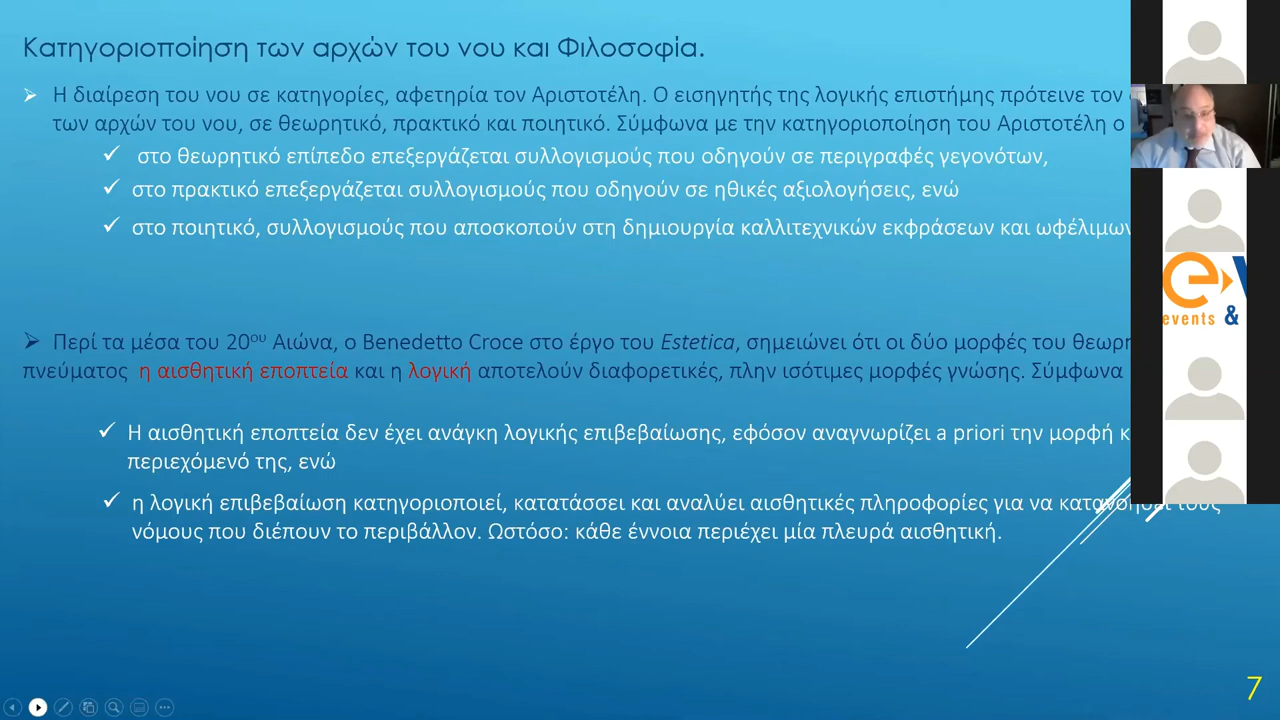 Κατηγοριοποίηση των αρχών του νου και Φιλοσοφία.
Η διαίρεση του νου σε κατηγορίες, αφετηρία τον Αριστοτέλη. Ο εισηγητής της λογικής επιστήμης πρότεινε τον
των αρχών του νου, σε θεωρητικό, πρακτικό και ποιητικό. Σύμφωνα με την κατηγοριοποίηση του Αριστοτέλη ο
στο θεωρητικό επίπεδο επεξεργάζεται συλλογισμούς που οδηγούν σε περιγραφές γεγονότων,
στο πρακτικό επεξεργάζεται συλλογισμούς που οδηγούν σε ηθικές αξιολογήσεις, ενώ
στο ποιητικό, συλλογισμούς που αποσκοπούν στη δημιουργία καλλιτεχνικών εκφράσεων και ωφέλιμων
events &
Περί τα μέσα του 20ου Αιώνα, ο Benedetto Croce στο έργο του Estetica, σημειώνει ότι οι δύο μορφές του
πνεύματος η αισθητική εποπτεία και η λογική αποτελούν διαφορετικές, πλην ισότιμες μορφές γνώσης. Σύμφωνα
Η αισθητική εποπτεία δεν έχει ανάγκη λογικής επιβεβαίωσης, εφόσον αναγνωρίζει a priori την μορφή
περιεχόμενό της, ενώ
η λογική επιβεβαίωση κατηγοριοποιεί, κατατάσσει και αναλύει αισθητικές πληροφορίες για να κατανοήσει τους
νόμους που διέπουν το περιβάλλον. Ωστόσο: κάθε έννοια περιέχει μία πλευρά αισθητική.
7